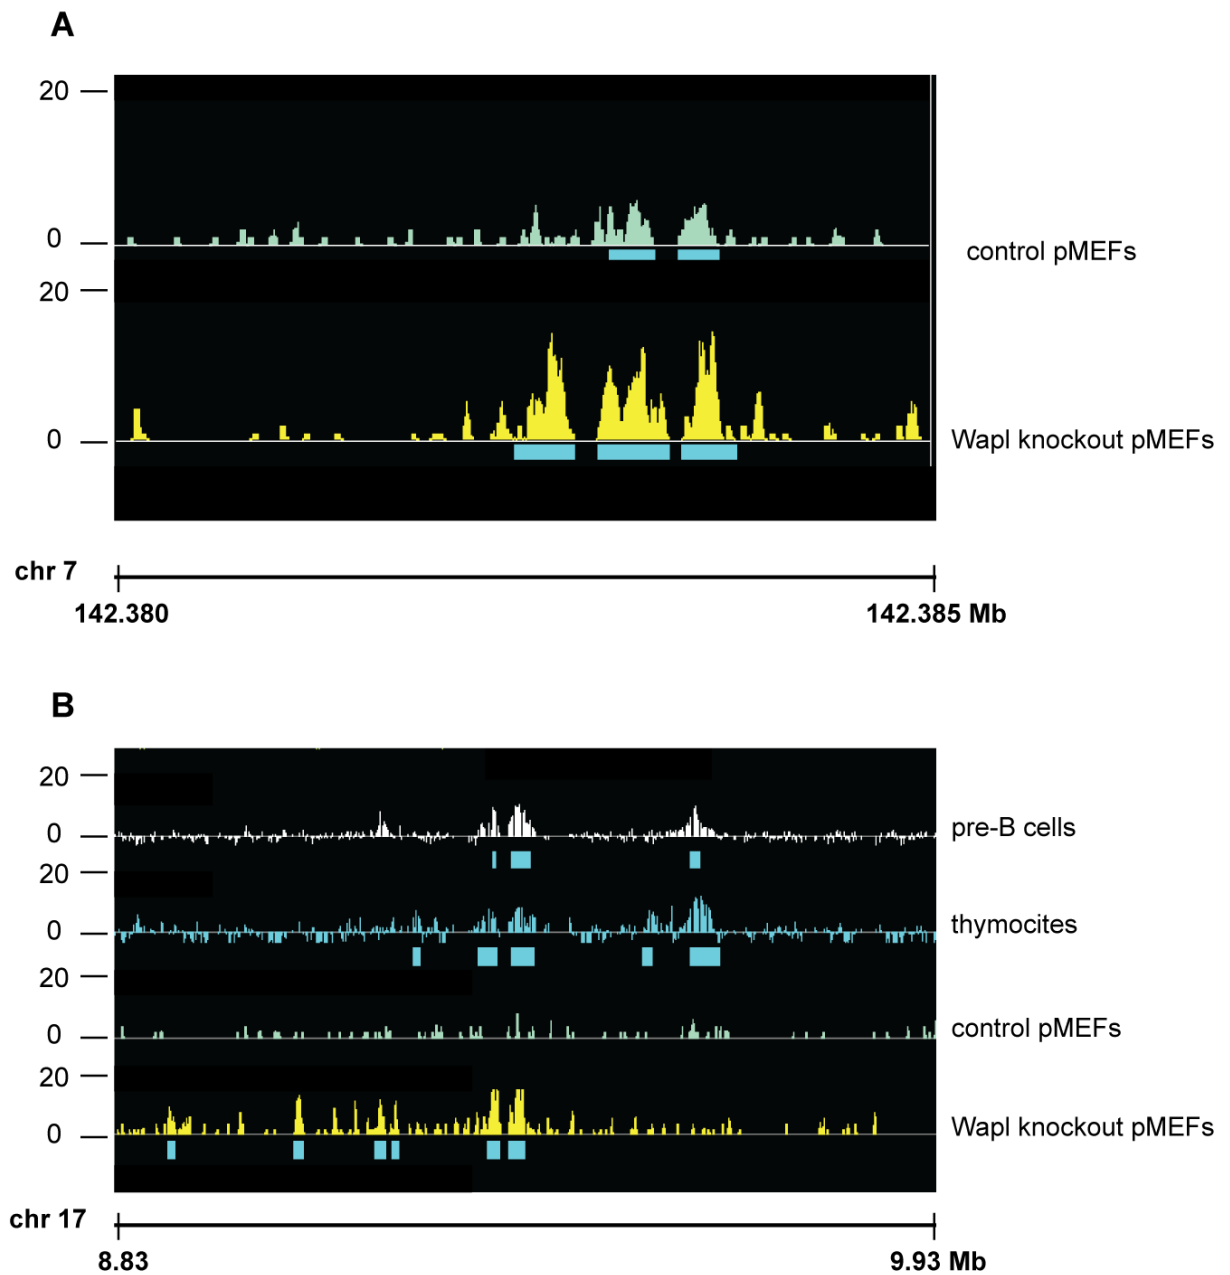 A
20
0
control pMEFs
20
0
Wapl knockout pMEFs
chr 7
142.380
142.385 Mb
B
20
0
pre-B cells
20
0
thymocites
20
0
control pMEFs
20
0
Wapl knockout pMEFs
chr 17
8.83
9.93 Mb